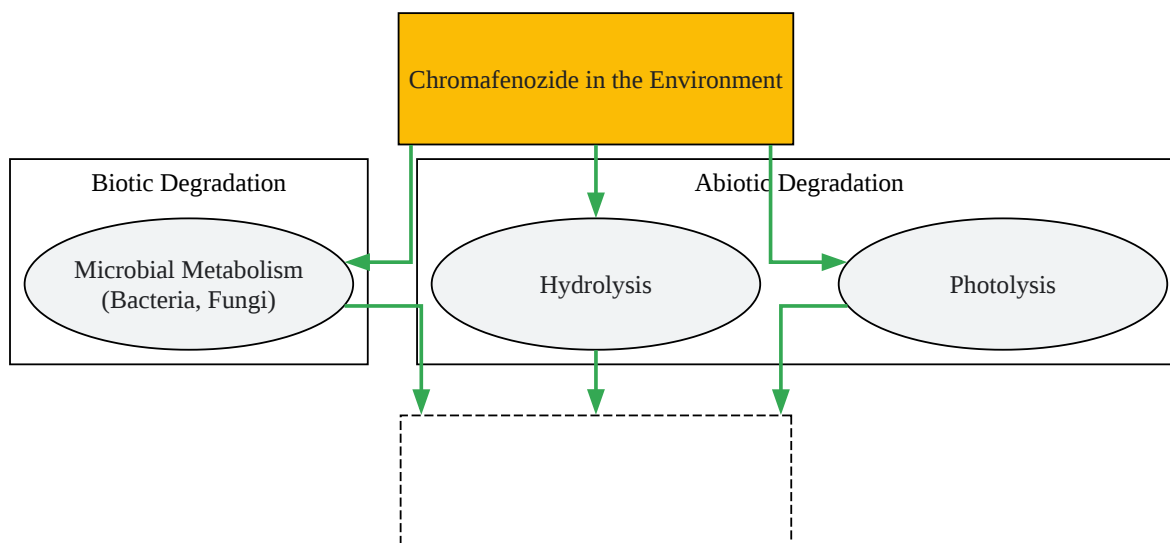 Chromafenozide in the Environment
Biotic Degradation
Abiotic Degradation
Microbial Metabolism
(Bacteria, Fungi)
Hydrolysis
Photolysis